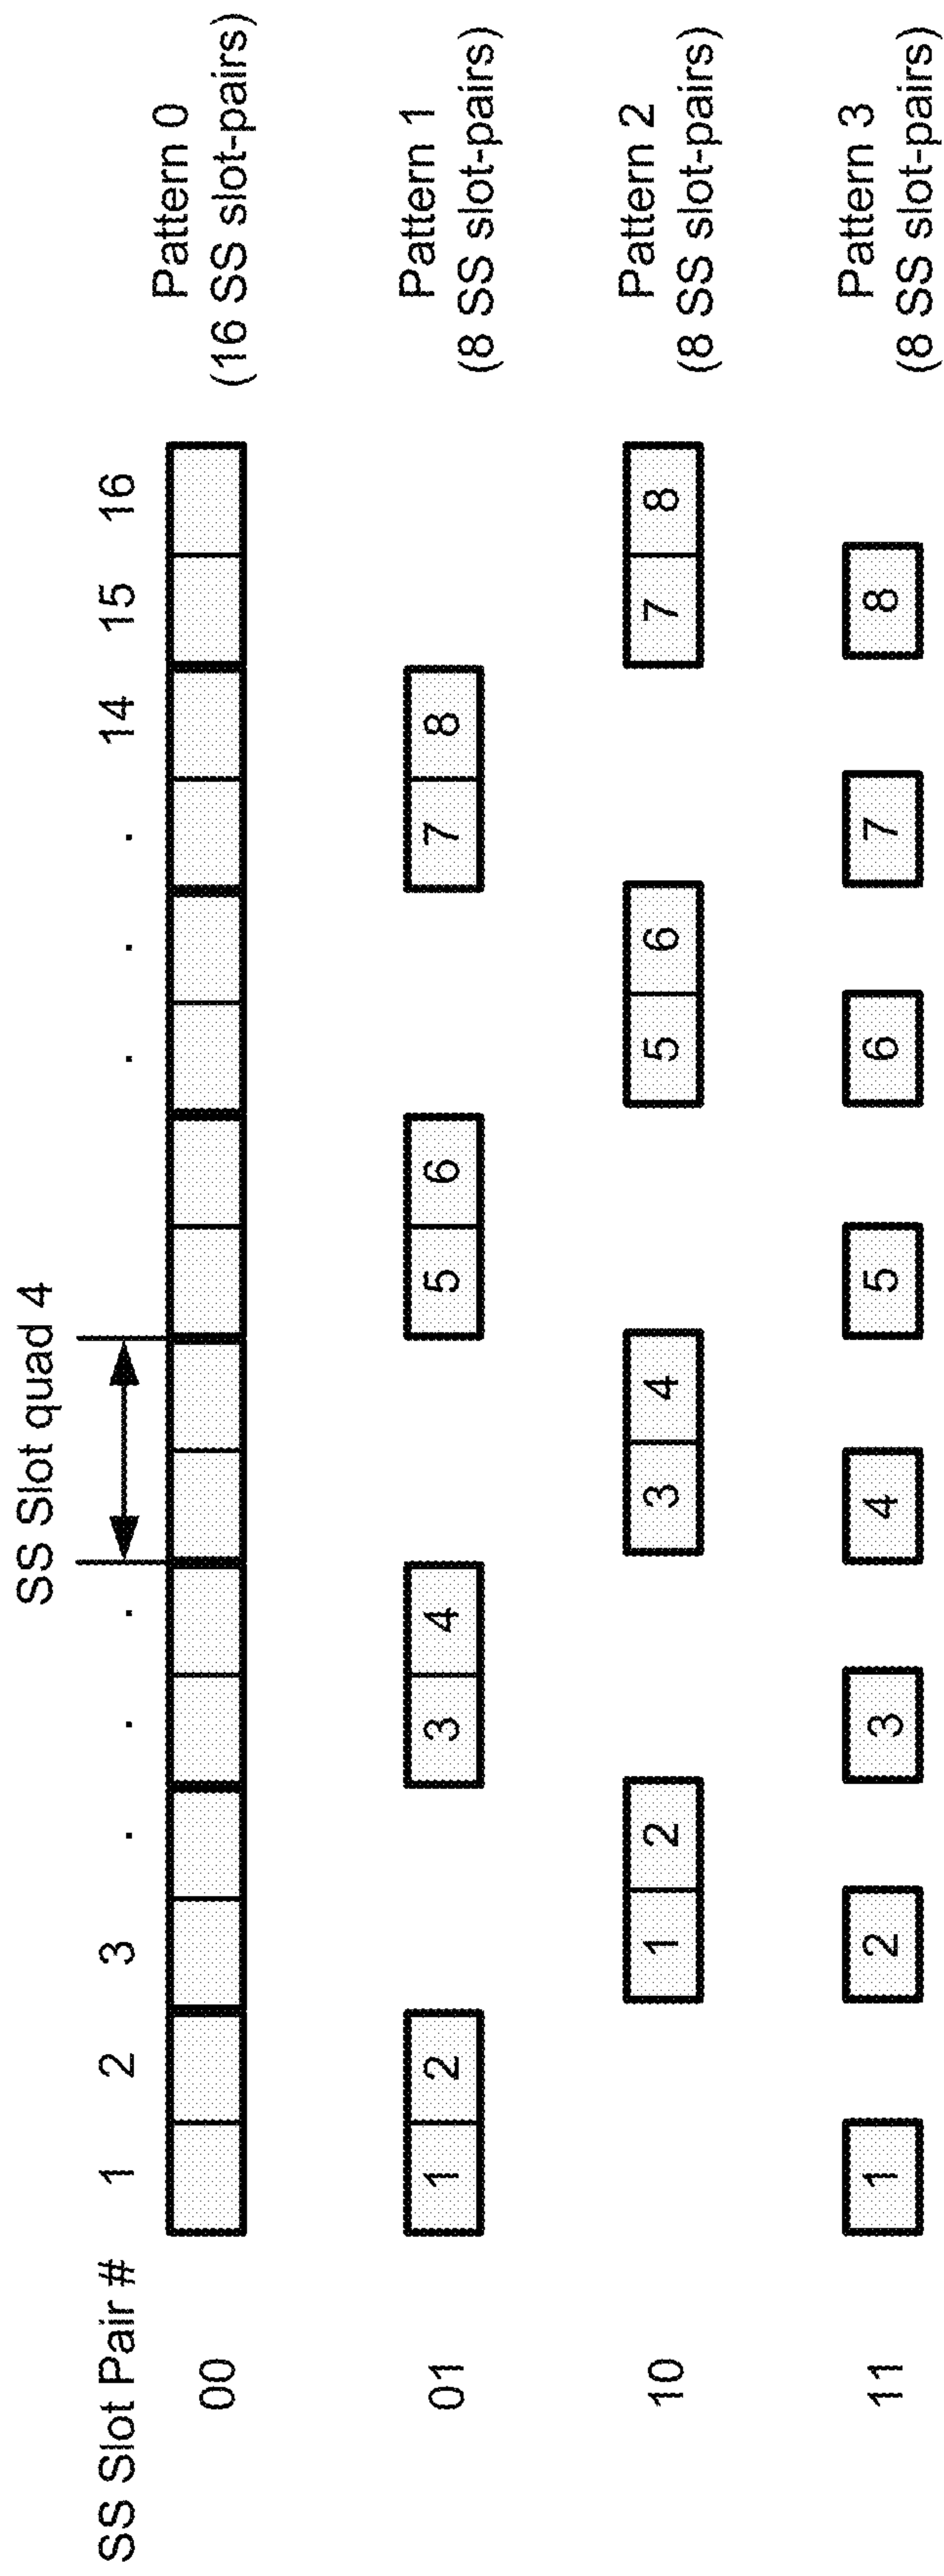 SS Slot quad 4
SS Slot Pair # 1 2 3 . . . . . . 14 15 16
00 Pattern 0
(16 SS slot-pairs)
01 1 2 3 4 5 6 7 8 Pattern 1
(8 SS slot-pairs)
10 1 2 3 4 5 6 7 8 Pattern 2
(8 SS slot-pairs)
11 1 2 3 4 5 6 7 8 Pattern 3
(8 SS slot-pairs)